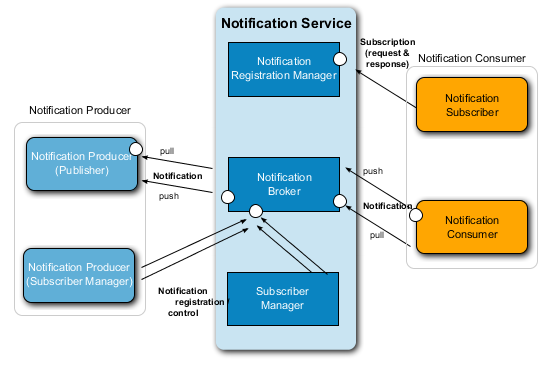 Notification Service
Notification
Registration Manager
Subscription
(request &
response)
Notification Consumer
Notification
Subscriber
Notification Producer
Notification Producer
(Publisher)
pull
Notification
push
Notification
Broker
push
Notification
pull
Notification
Consumer
Notification Producer
(Subscriber Manager)
Notification
registration /
control
Subscriber
Manager